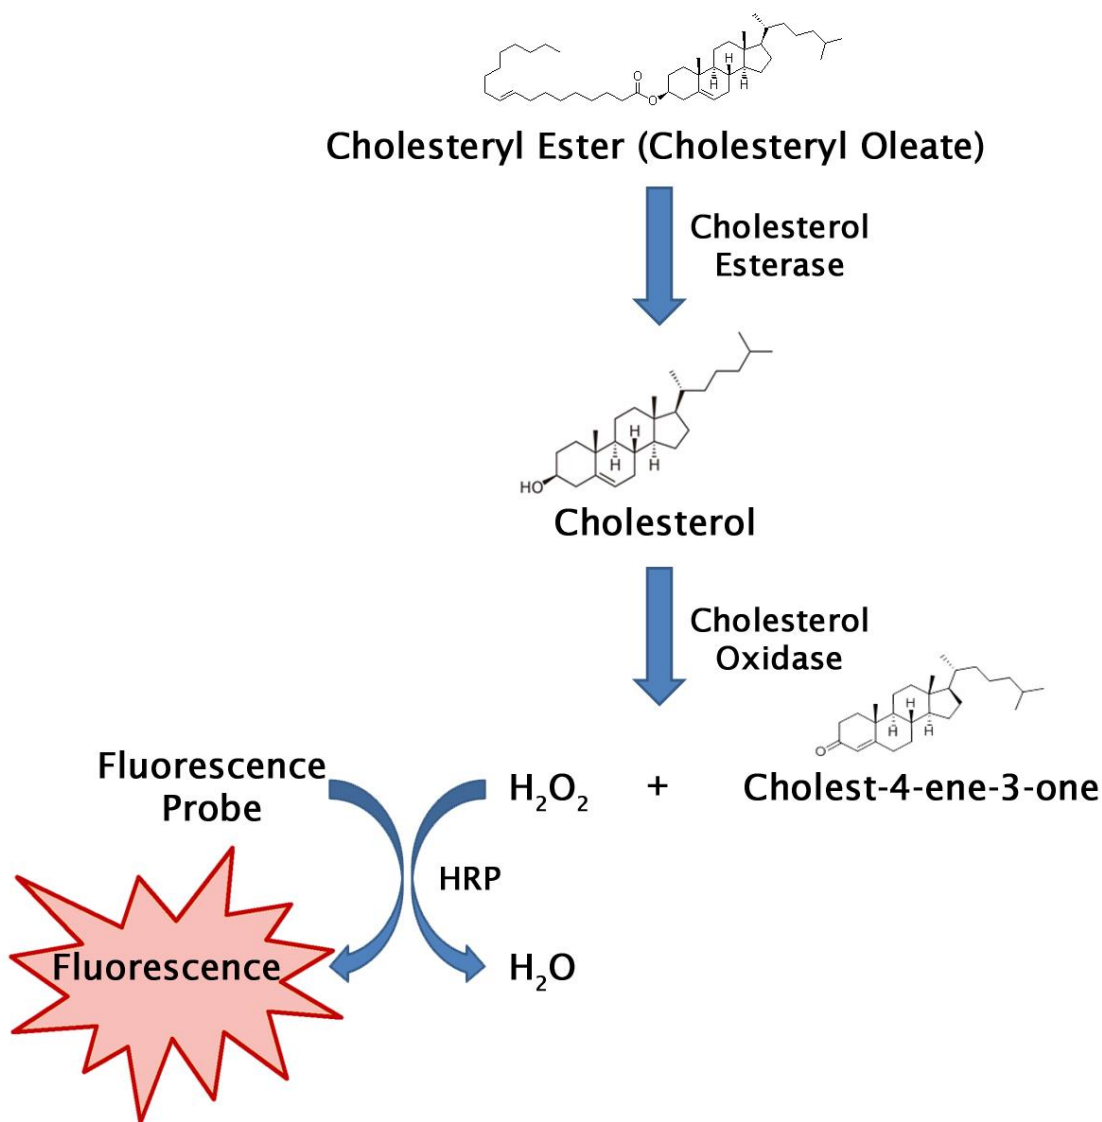 O
O
H
H
H
Cholesteryl Ester (Cholesteryl Oleate)
Cholesterol
Esterase
H
H
H
HO
Cholesterol
Cholesterol
Oxidase
H
H
H
O
Fluorescence
Probe
H₂O₂ + Cholest-4-ene-3-one
HRP
Fluorescence
H₂O